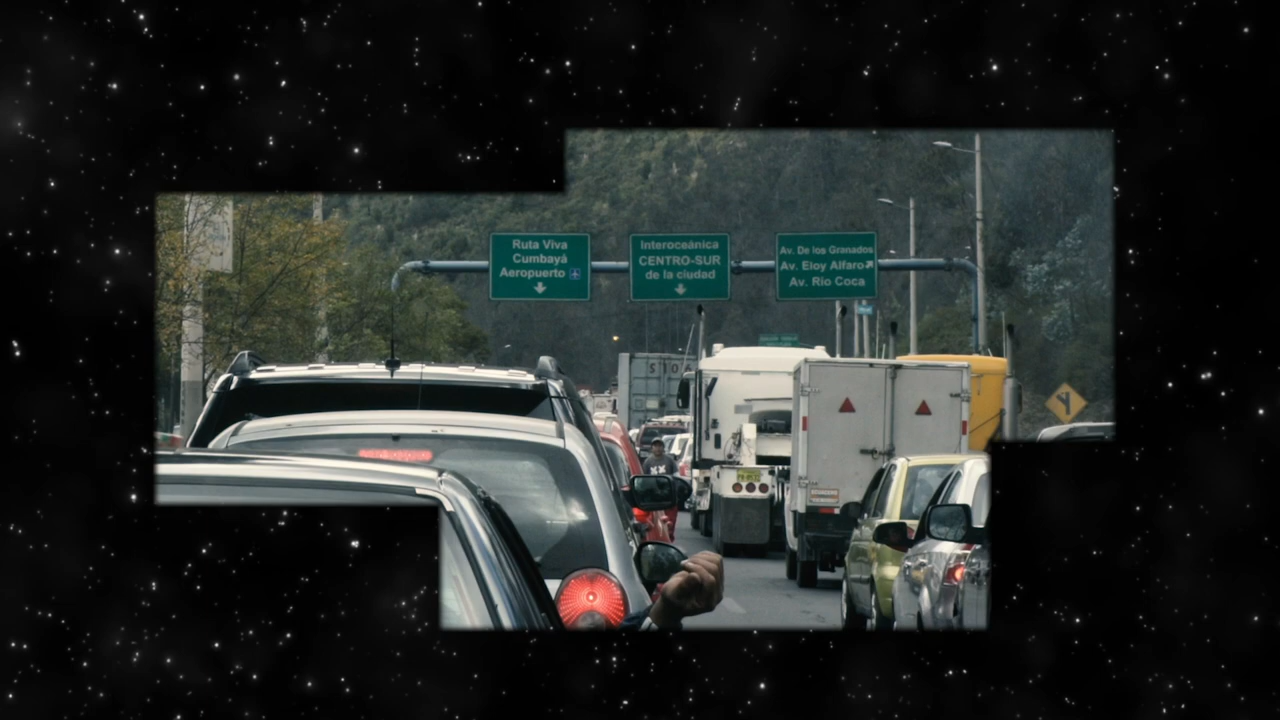 Ruta Viva
Cumbayá
Aeropuerto
Interoceánica
CENTRO-SUR
de la ciudad
Av. De los Granados
Av. Eloy Alfaro
Av. Río Coca